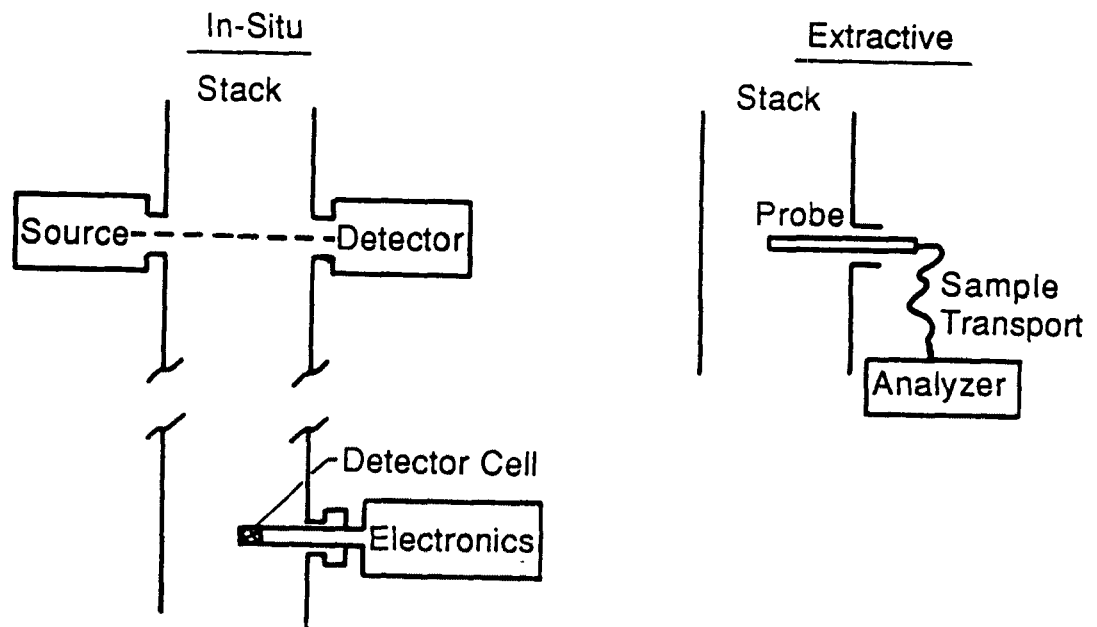 In-Situ
Stack
Source
Detector
Detector Cell
Electronics
Extractive
Stack
Probe
Sample
Transport
Analyzer